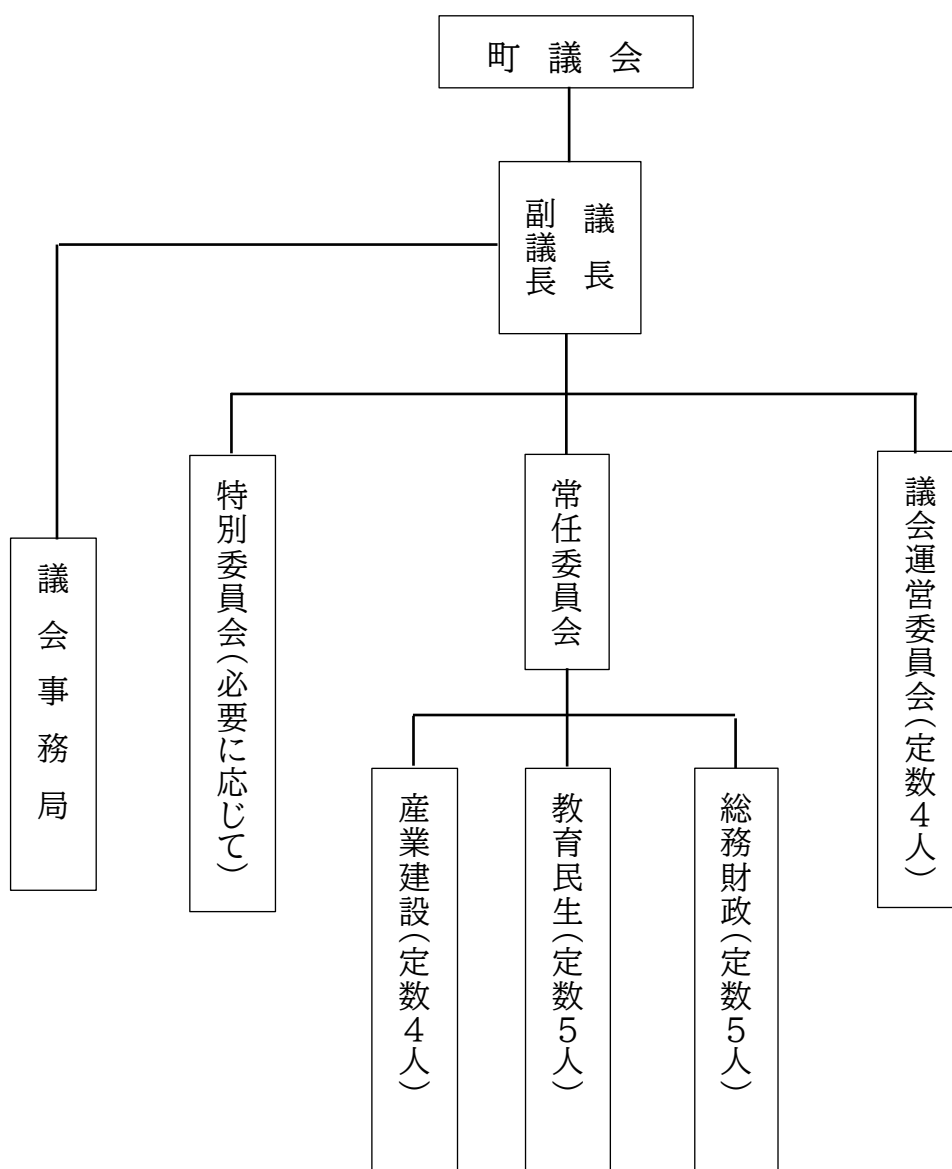 町議会
議長
副議長
議会運営委員会(定数4人)
常任委員会
特別委員会(必要に応じて)
議会事務局
総務財政(定数5人)
教育民生(定数5人)
産業建設(定数4人)